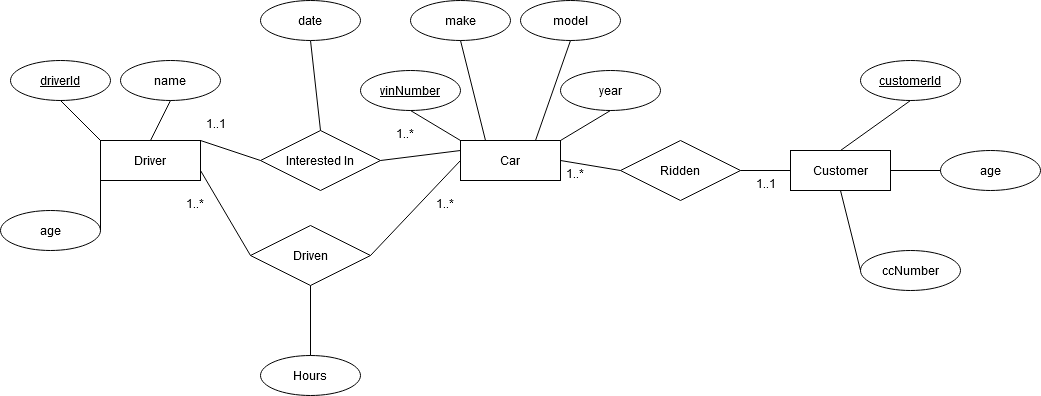 date
make
model
driverId
name
vinNumber
year
customerId
1..1
1..*
Driver
Interested In
Car
Ridden
Customer
age
1..*
1..1
1..*
1..*
age
Driven
ccNumber
Hours